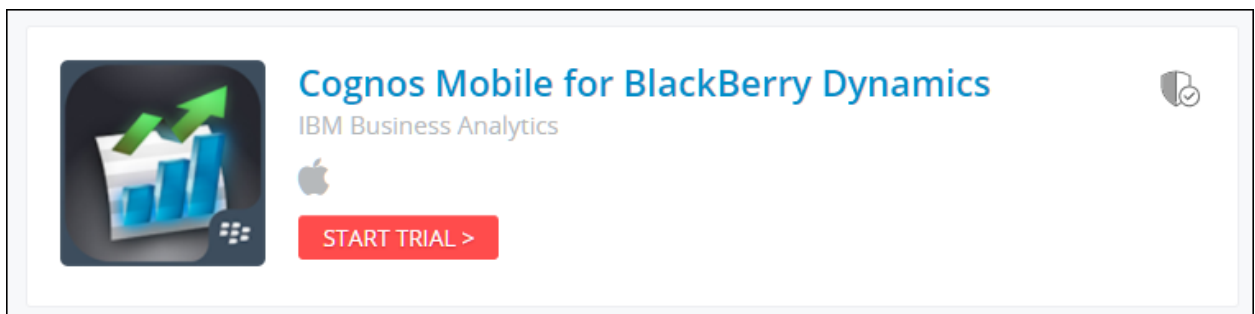 Cognos Mobile for BlackBerry Dynamics
IBM Business Analytics
START TRIAL >